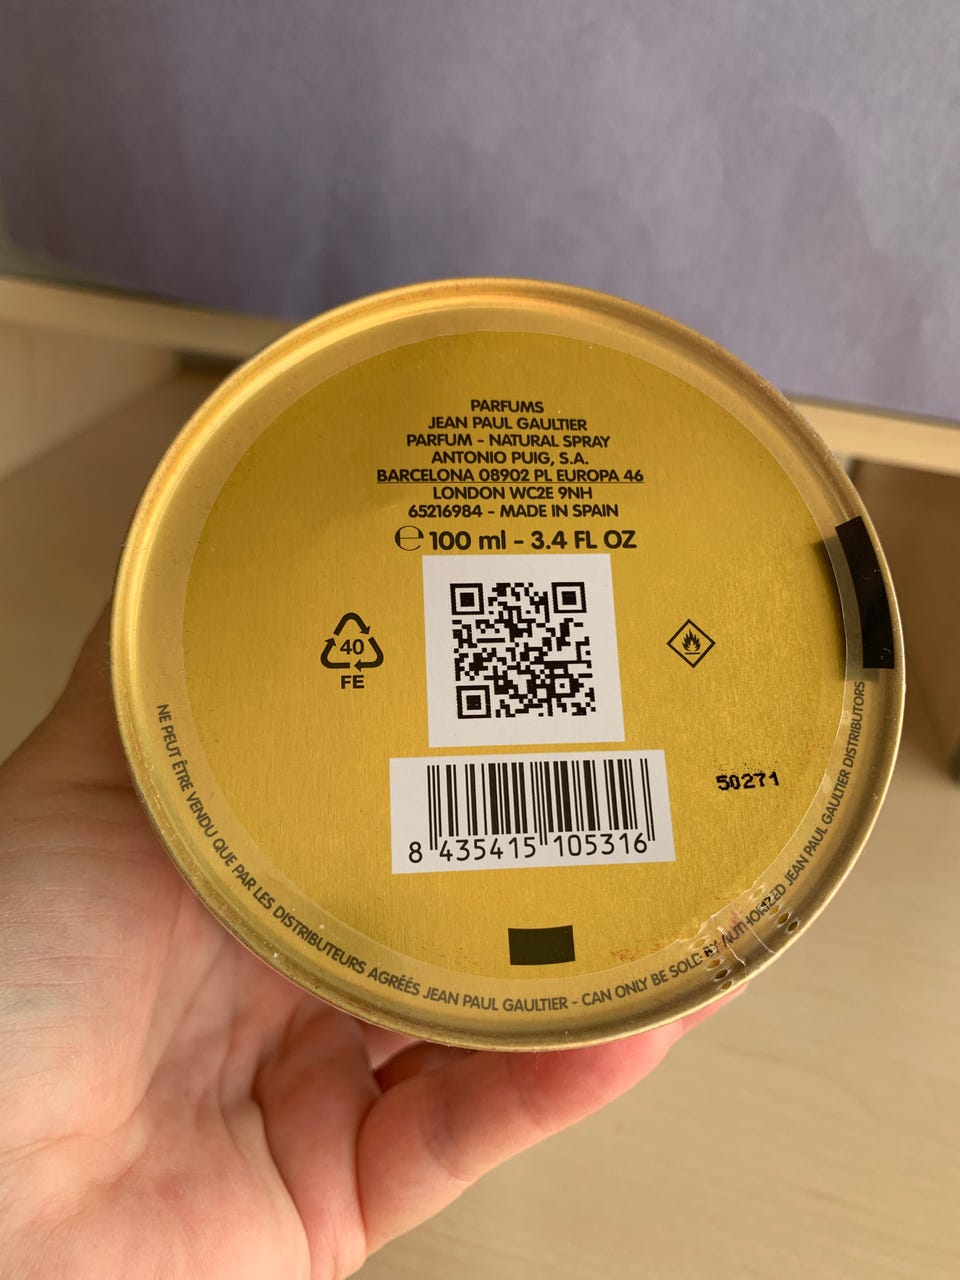 PARFUMS
JEAN PAUL GAULTIER
PARFUM - NATURAL SPRAY
ANTONIO PUIG, S.A.
BARCELONA 08902 PL EUROPA 46
LONDON WC2E 9NH
65216984 - MADE IN SPAIN
℮ 100 ml - 3.4 FL OZ
40
FE
50271
8 435415 105316
NE PEUT ÊTRE VENDU QUE PAR LES DISTRIBUTEURS AGRÉÉS JEAN PAUL GAULTIER - CAN ONLY BE SOLD BY AUTHORIZED JEAN PAUL GAULTIER DISTRIBUTORS